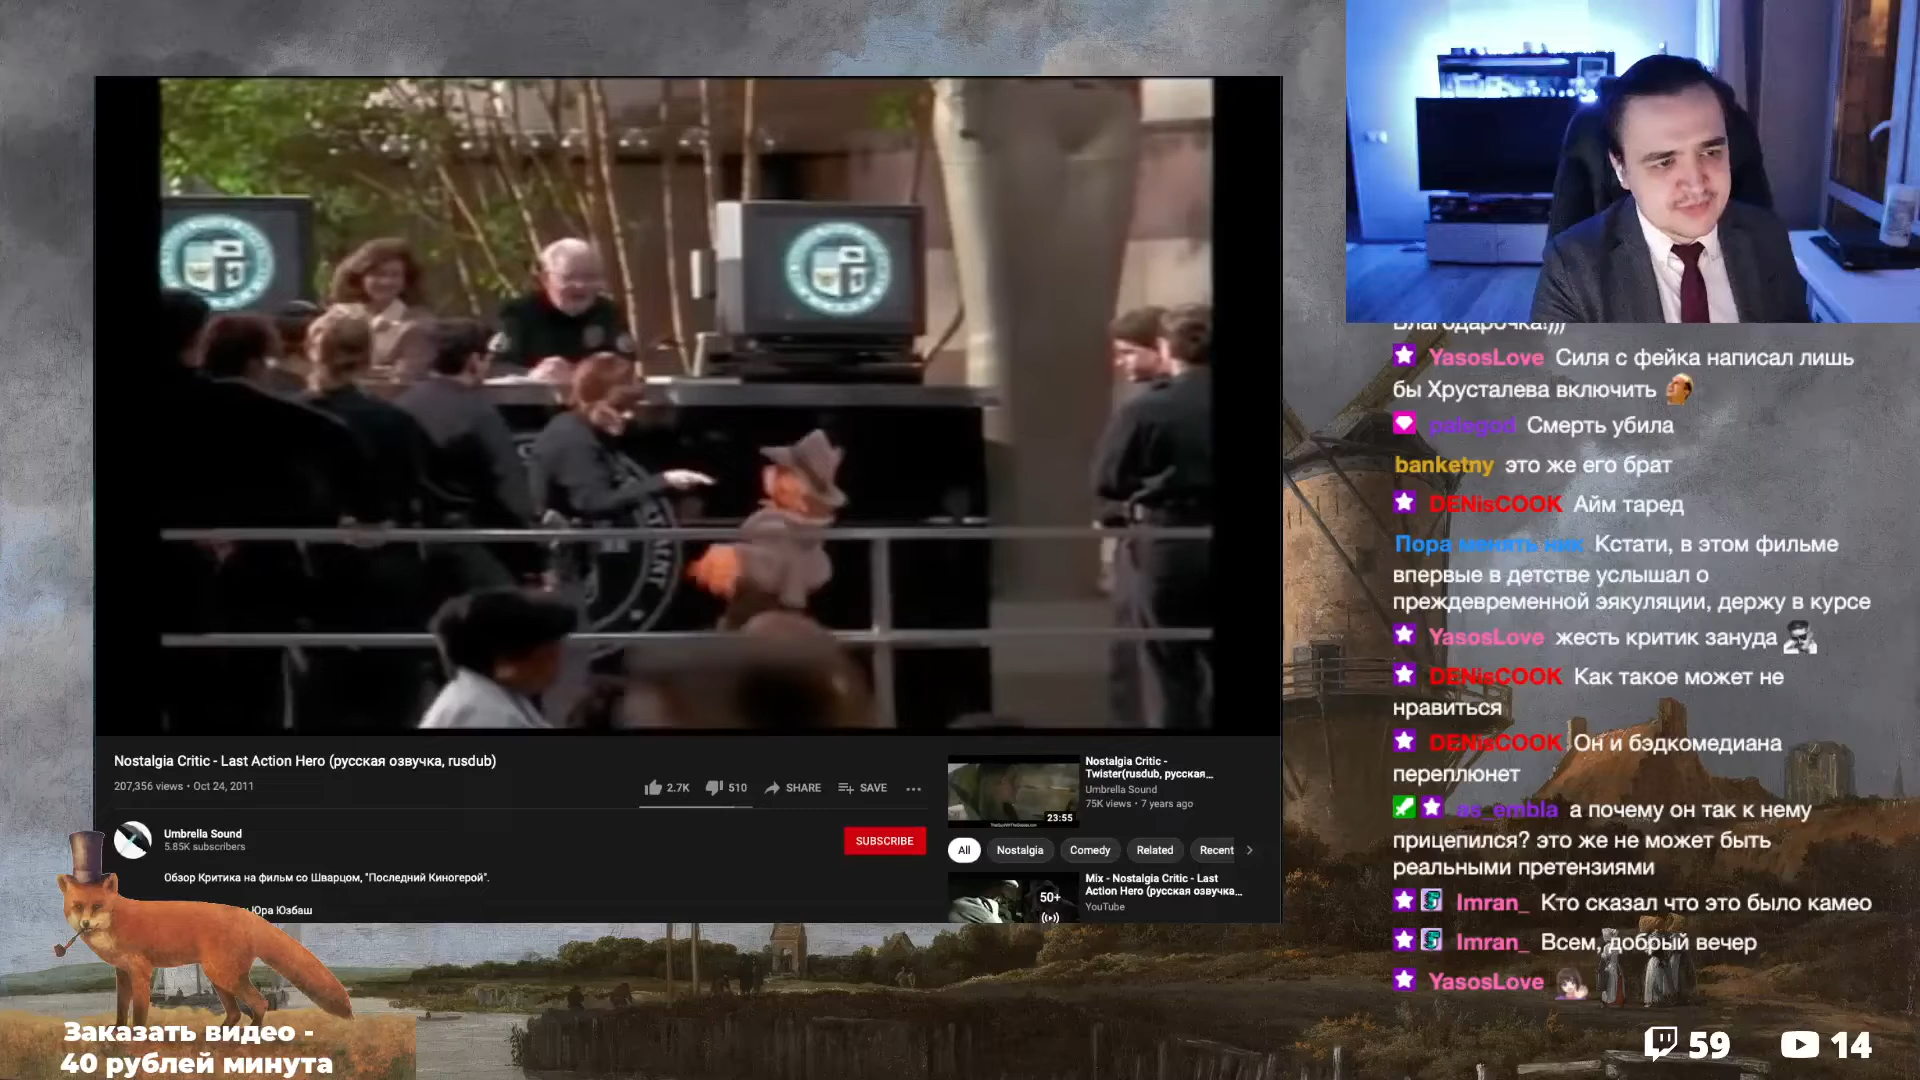 Nostalgia Critic - Last Action Hero (русская озвучка, rusdub)
207,356 views • Oct 24, 2011
2.7K
510
SHARE
SAVE
Umbrella Sound
5.85K subscribers
SUBSCRIBE
Обзор Критика на фильм со Шварцом, "Последний Киногерой".
Юра Юзбаш
Nostalgia Critic -
Twister(rusdub, русская...
Umbrella Sound
75K views • 7 years ago
23:55
All
Nostalgia
Comedy
Related
Recent
Mix - Nostalgia Critic - Last
Action Hero (русская озвучка...
YouTube
50+
Заказать видео -
40 рублей минута
Благодарочка!)))
YasosLove Силя с фейка написал лишь
бы Хрусталева включить
palegod Смерть убила
banketny это же его брат
DENisCOOK Айм таред
Пора менять ник Кстати, в этом фильме
впервые в детстве услышал о
преждевременной эякуляции, держу в курсе
YasosLove жесть критик зануда
DENisCOOK Как такое может не
нравиться
DENisCOOK Он и бэдкомедиана
переплюнет
as_embla а почему он так к нему
прицепился? это же не может быть
реальными претензиями
Imran_ Кто сказал что это было камео
Imran_ Всем, добрый вечер
YasosLove
59
14